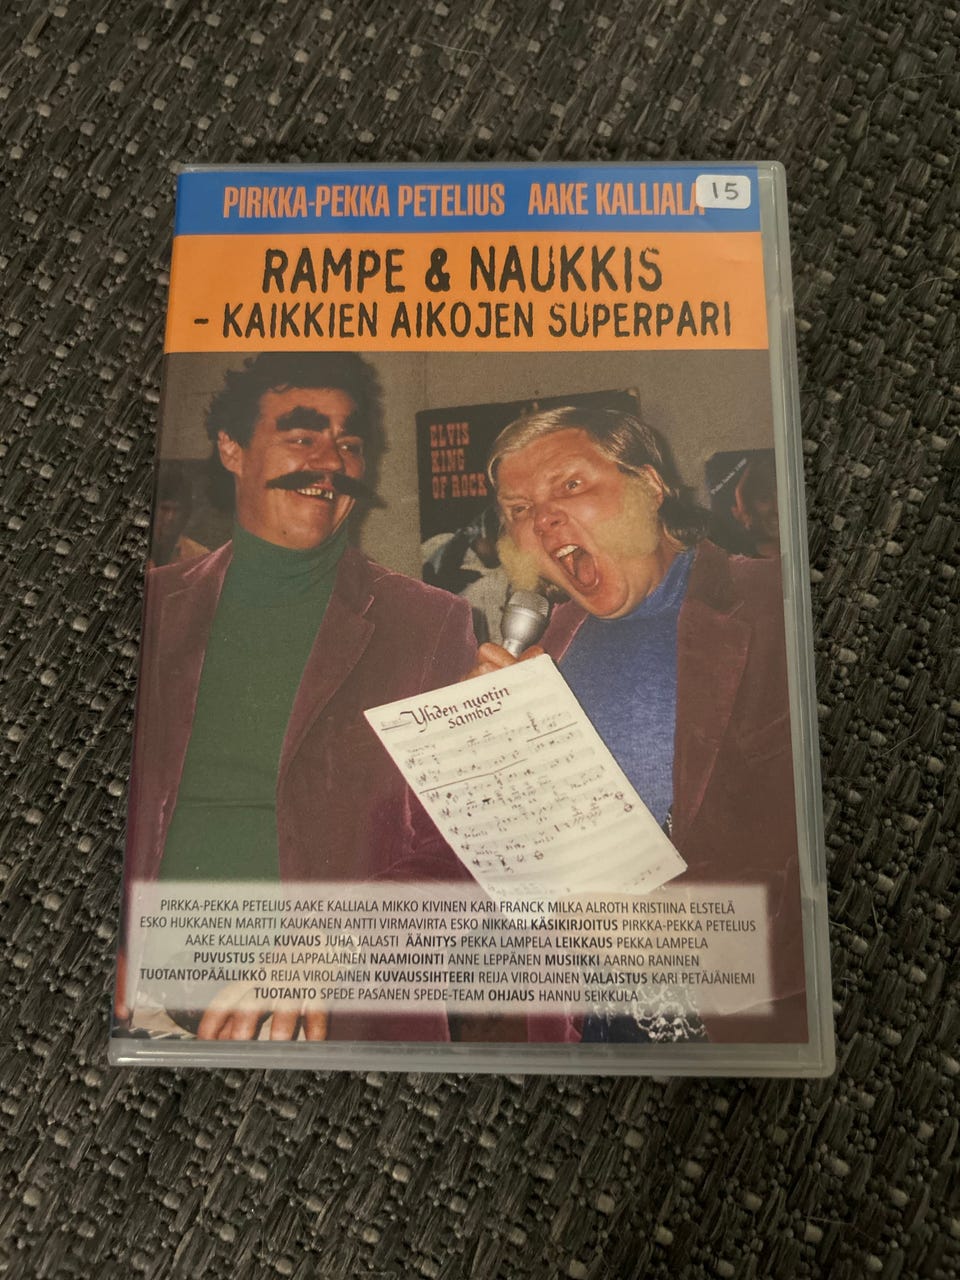 PIRKKA-PEKKA PETELIUS AAKE KALLIALA 15
RAMPE & NAUKKIS
- KAIKKIEN AIKOJEN SUPERPARI
ELVIS
KING
OF ROCK
Yhden nuotin
samba
PIRKKA-PEKKA PETELIUS AAKE KALLIALA MIKKO KIVINEN KARI FRANCK MILKA ALROTH KRISTIINA ELSTELÄ
ESKO HUKKANEN MARTTI KAUKANEN ANTTI VIRMAVIRTA ESKO NIKKARI KÄSIKIRJOITUS PIRKKA-PEKKA PETELIUS
AAKE KALLIALA KUVAUS JUHA JALASTI ÄÄNITYS PEKKA LAMPELA LEIKKAUS PEKKA LAMPELA
PUVUSTUS SEIJA LAPPALAINEN NAAMIOINTI ANNE LEPPÄNEN MUSIIKKI AARNO RANINEN
TUOTANTOPÄÄLLIKKÖ REIJA VIROLAINEN KUVAUSSIHTEERI REIJA VIROLAINEN VALAISTUS KARI PETÄJÄNIEMI
TUOTANTO SPEDE PASANEN SPEDE-TEAM OHJAUS HANNU SEIKKULA